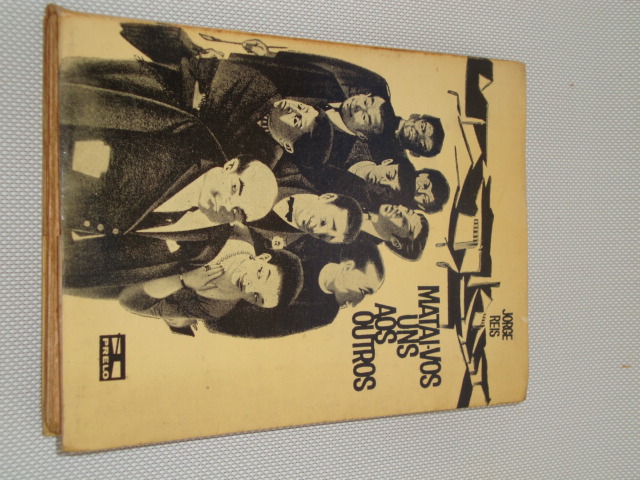 JORGE
REIS
MATAI-VOS
UNS
AOS
OUTROS
PRELO